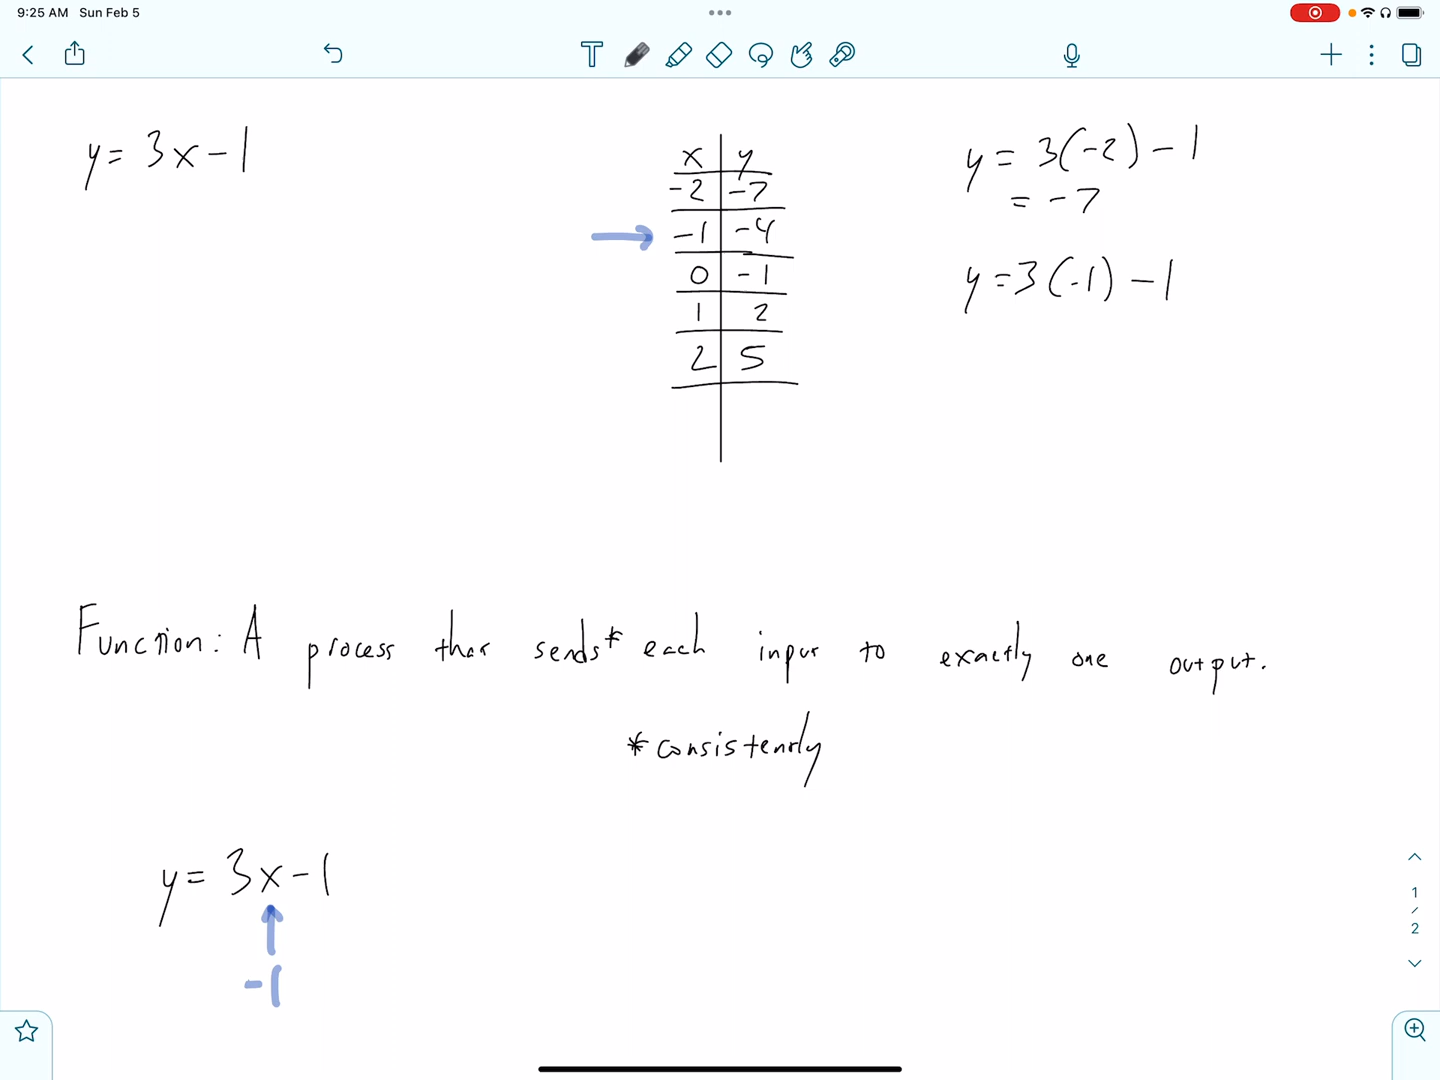 9:25 AM Sun Feb 5
y = 3x - 1
x y
-2 -7
-1 -4
0 -1
1 2
2 5
y = 3(-2) - 1
= -7
y = 3(-1) - 1
Function: A process that sends* each input to exactly one output.
*consistently
y = 3x - 1
-1
1
/
2